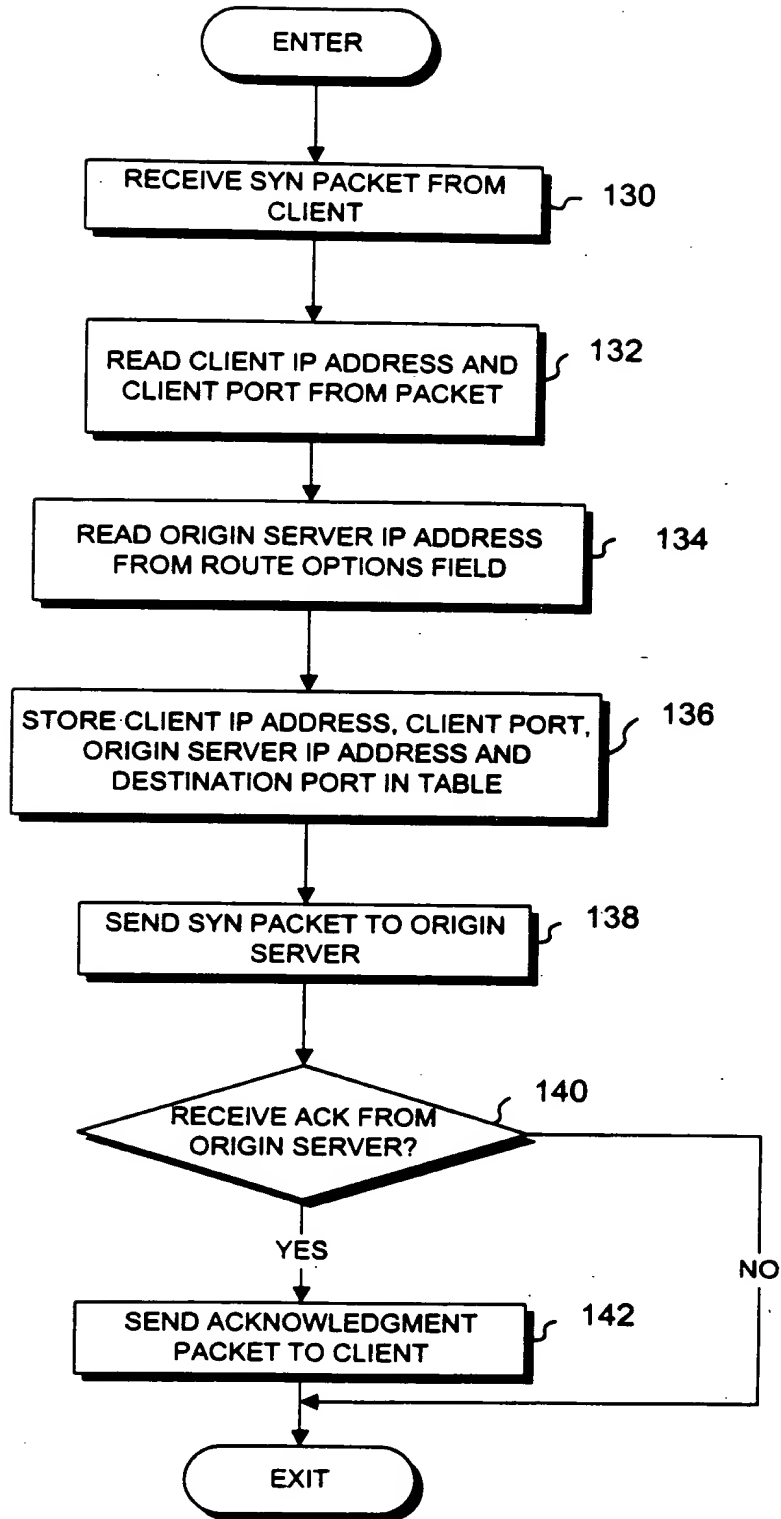 ENTER
RECEIVE SYN PACKET FROM
CLIENT
130
READ CLIENT IP ADDRESS AND
CLIENT PORT FROM PACKET
132
READ ORIGIN SERVER IP ADDRESS
FROM ROUTE OPTIONS FIELD
134
STORE CLIENT IP ADDRESS, CLIENT PORT,
ORIGIN SERVER IP ADDRESS AND
DESTINATION PORT IN TABLE
136
SEND SYN PACKET TO ORIGIN
SERVER
138
RECEIVE ACK FROM
ORIGIN SERVER?
140
YES
NO
SEND ACKNOWLEDGMENT
PACKET TO CLIENT
142
EXIT